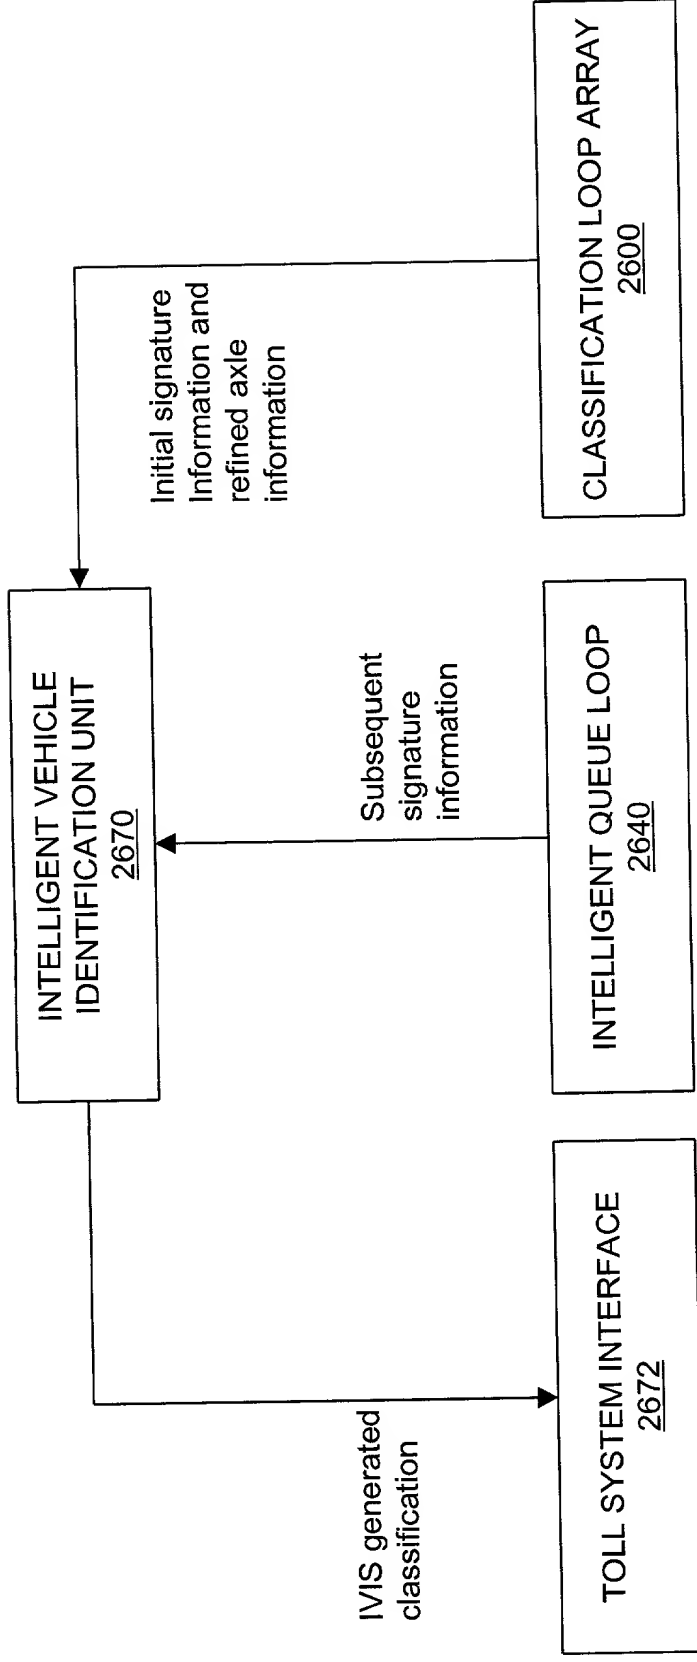 INTELLIGENT VEHICLE
IDENTIFICATION UNIT
2670
Initial signature
Information and
refined axle
information
Subsequent
signature
information
IVIS generated
classification
TOLL SYSTEM INTERFACE
2672
INTELLIGENT QUEUE LOOP
2640
CLASSIFICATION LOOP ARRAY
2600